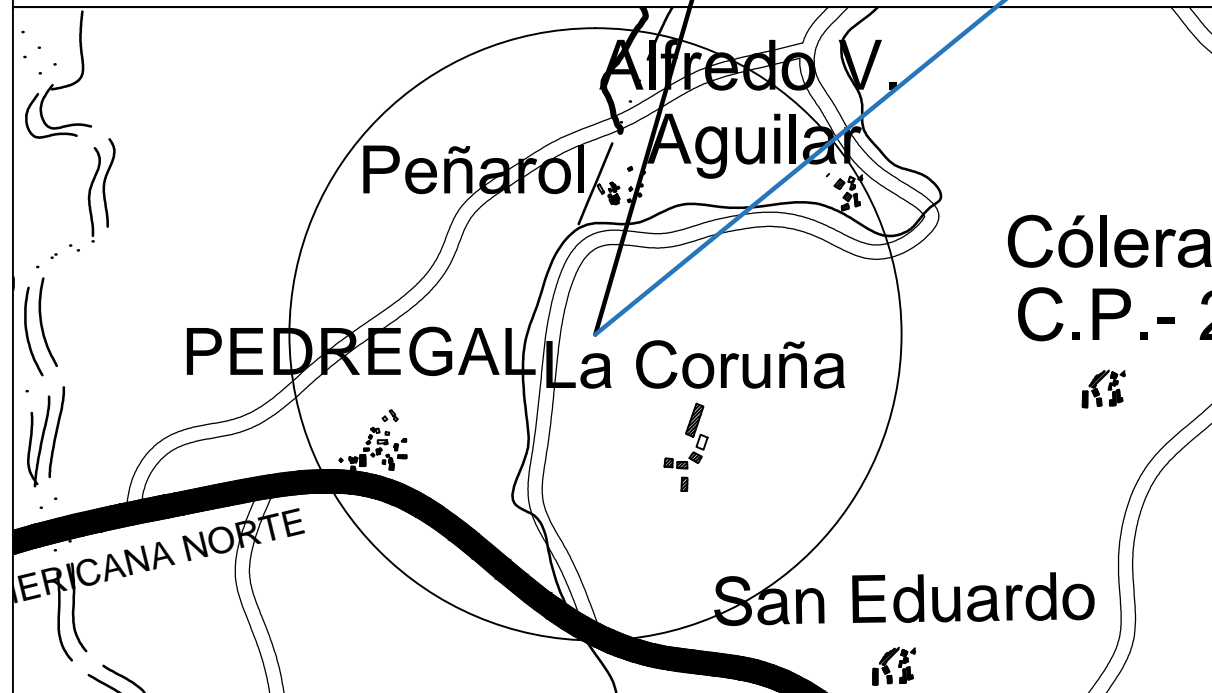 Alfredo V.
Aguilar
Peñarol
Cólera
C.P.- 2
PEDREGAL
La Coruña
ERICANA NORTE
San Eduardo